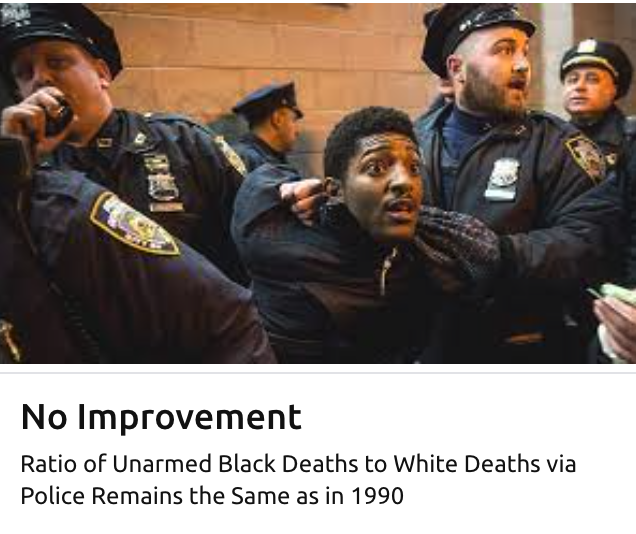 No Improvement
Ratio of Unarmed Black Deaths to White Deaths via
Police Remains the Same as in 1990